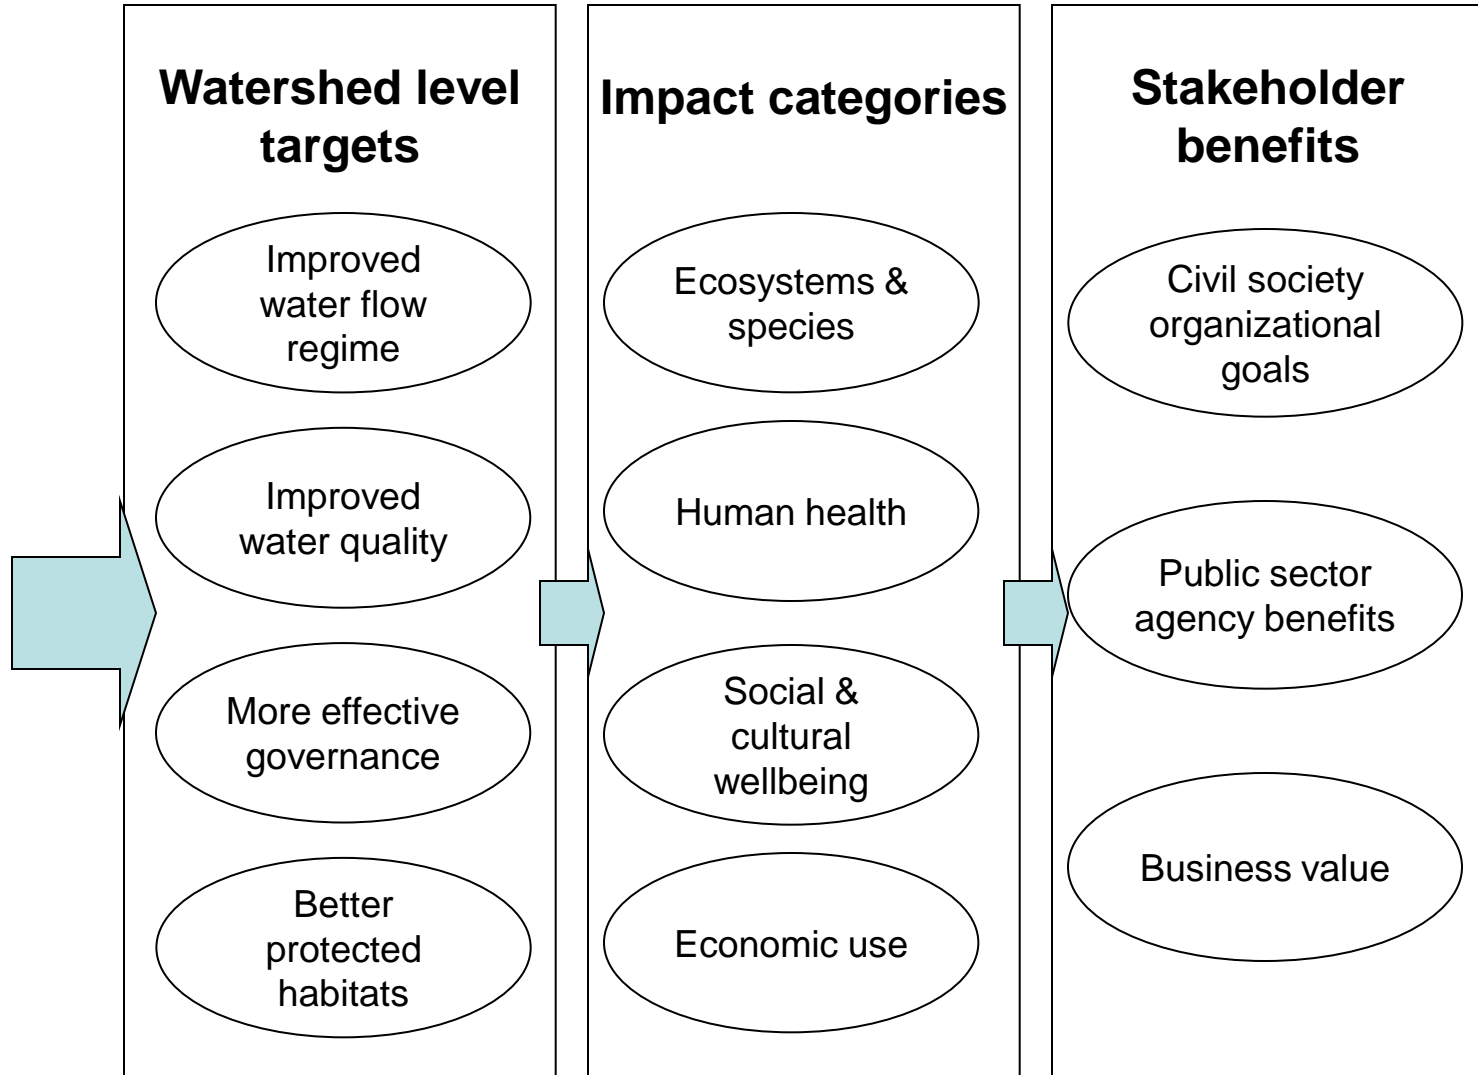 Watershed level
targets
Improved
water flow
regime
Improved
water quality
More effective
governance
Better
protected
habitats
Impact categories
Ecosystems &
species
Human health
Social &
cultural
wellbeing
Economic use
Stakeholder
benefits
Civil society
organizational
goals
Public sector
agency benefits
Business value